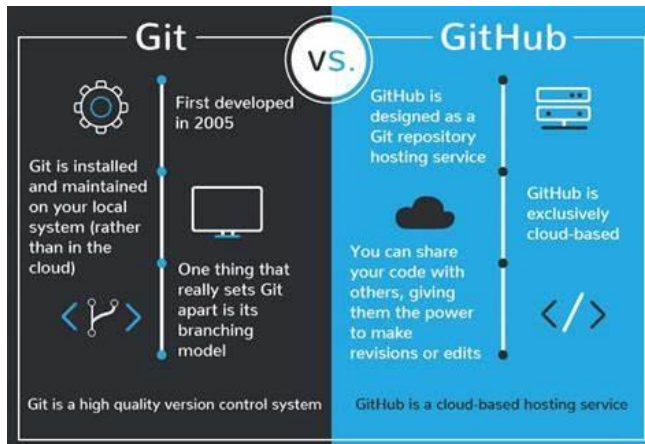 Git
vs.
GitHub
First developed
in 2005
Git is installed
and maintained
on your local
system (rather
than in the
cloud)
One thing that
really sets Git
apart is its
branching
model
Git is a high quality version control system
GitHub is
designed as a
Git repository
hosting service
GitHub is
exclusively
cloud-based
You can share
your code with
others, giving
them the power
to make
revisions or edits
GitHub is a cloud-based hosting service